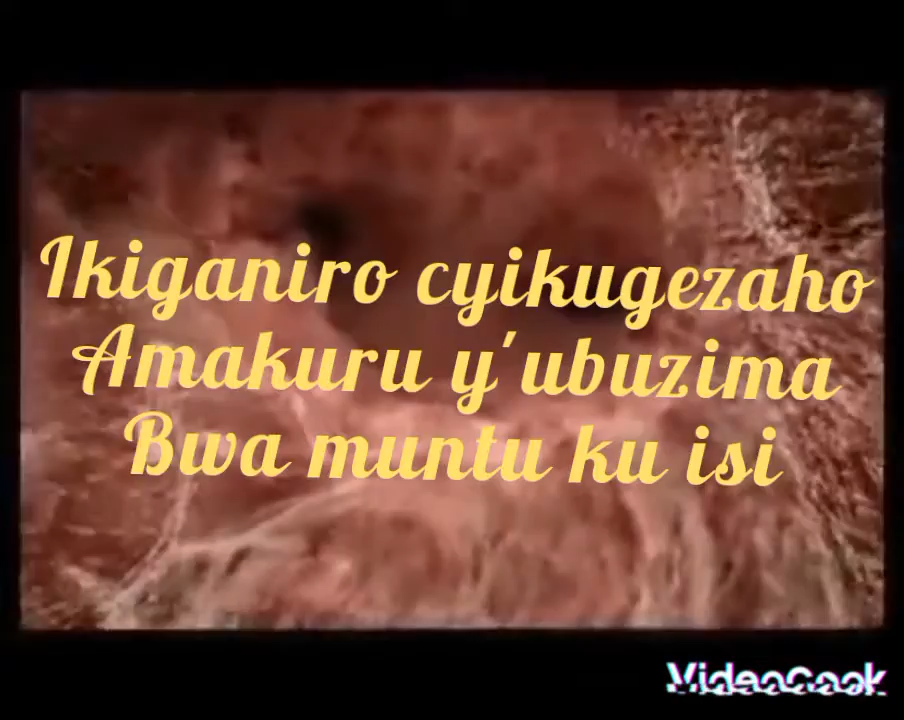 Ikiganiro cyikugezaho
Amakuru y'ubuzima
Bwa muntu ku isi
VideoCook